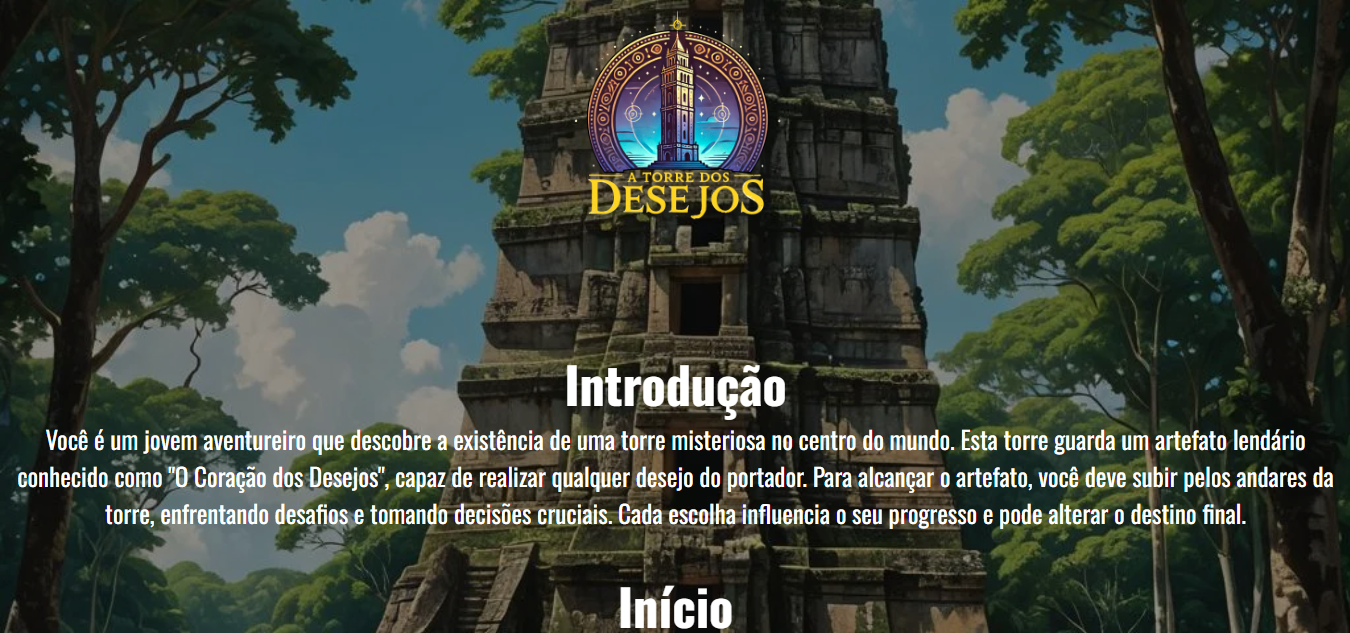 A TORRE DOS
DESEJOS
Introdução
Você é um jovem aventureiro que descobre a existência de uma torre misteriosa no centro do mundo. Esta torre guarda um artefato lendário
conhecido como "O Coração dos Desejos", capaz de realizar qualquer desejo do portador. Para alcançar o artefato, você deve subir pelos andares da
torre, enfrentando desafios e tomando decisões cruciais. Cada escolha influencia o seu progresso e pode alterar o destino final.
Início